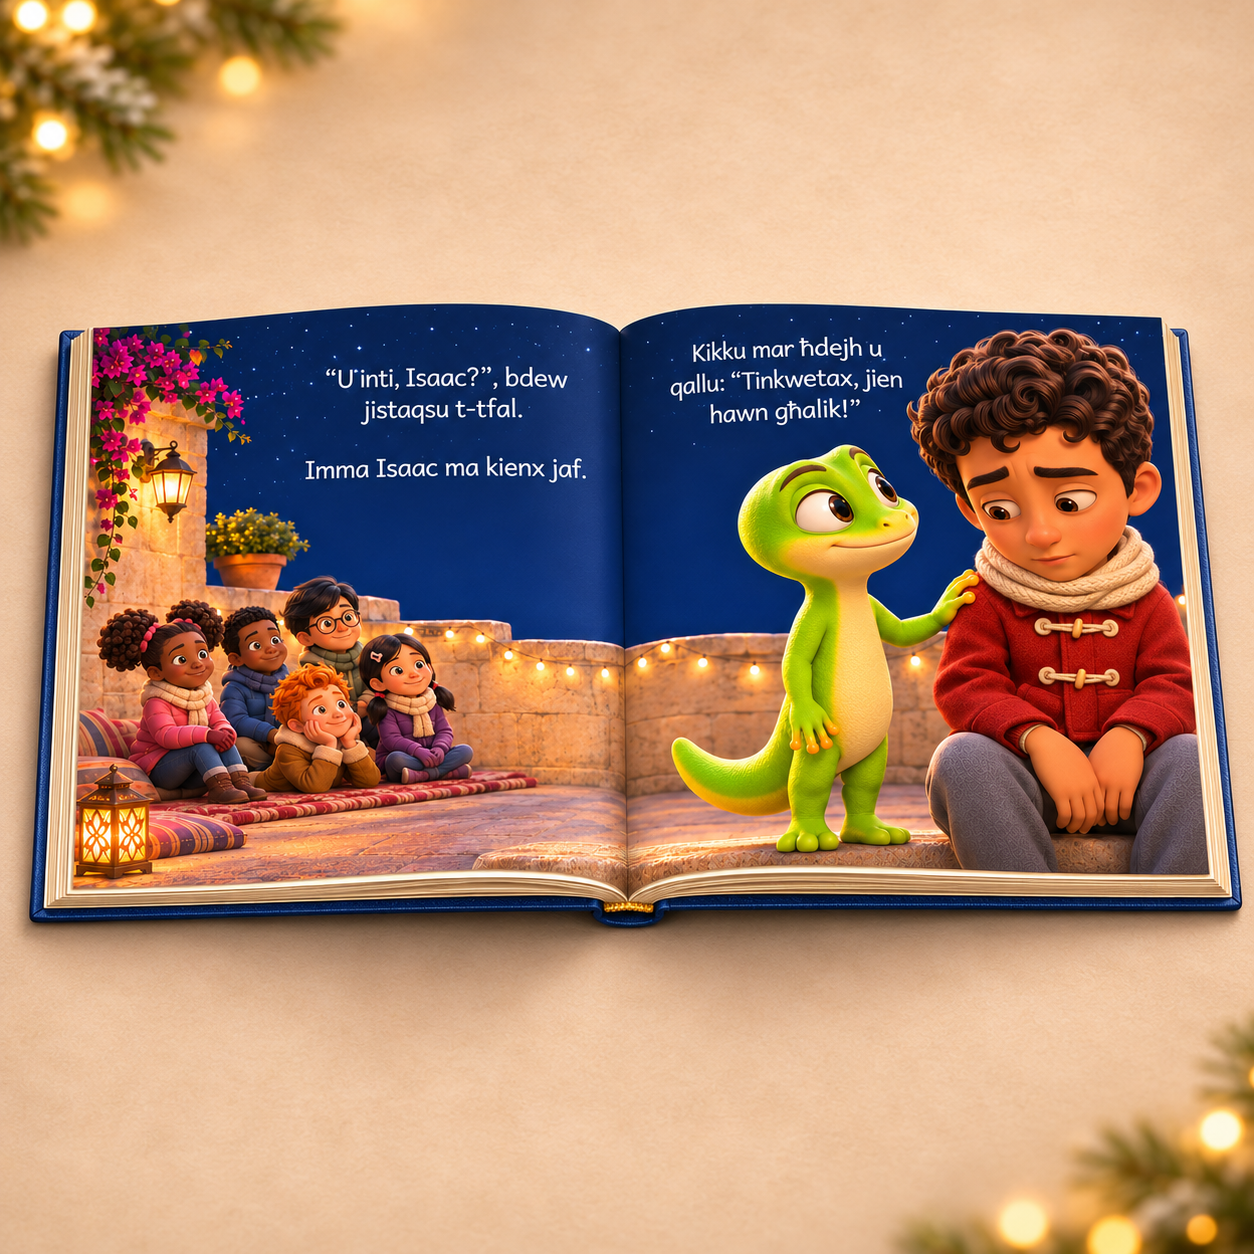 “U inti, Isaac?”, bdew
jistaqsu t-tfal.
Imma Isaac ma kienx jaf.
Kikku mar ħdejh u
qallu: “Tinkwetax, jien
hawn għalik!”